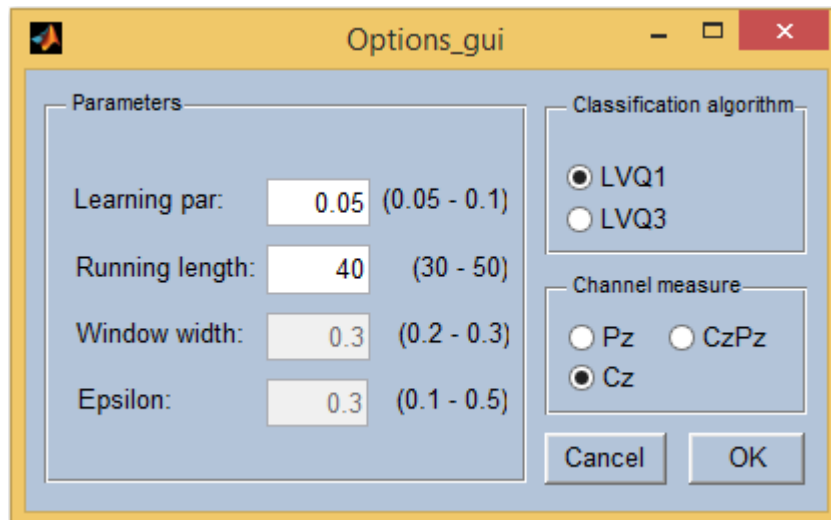 Options_gui
Parameters
Learning par: 0.05 (0.05 - 0.1)
Running length: 40 (30 - 50)
Window width: 0.3 (0.2 - 0.3)
Epsilon: 0.3 (0.1 - 0.5)
Classification algorithm
LVQ1
LVQ3
Channel measure
Pz CzPz
Cz
Cancel OK